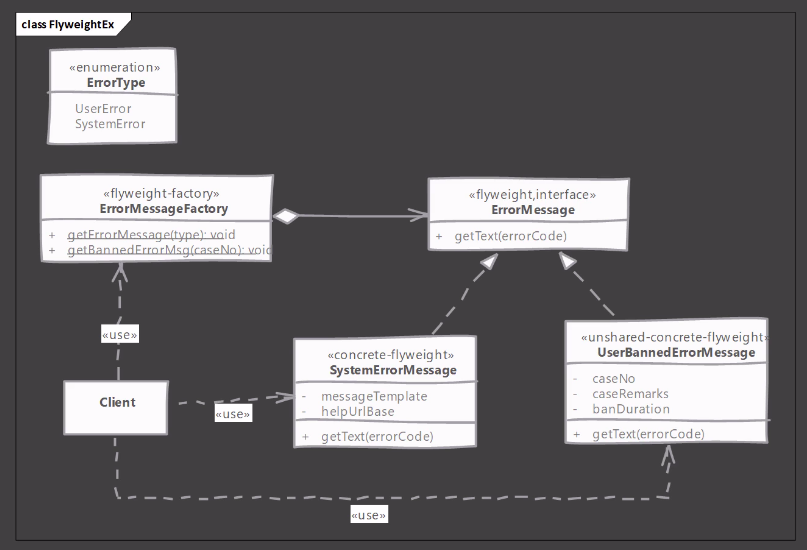 class FlyweightEx
«enumeration»
ErrorType
UserError
SystemError
«flyweight-factory»
ErrorMessageFactory
+ getErrorMessage(type): void
+ getBannedErrorMsg(caseNo): void
«flyweight,interface»
ErrorMessage
+ getText(errorCode)
«use»
«concrete-flyweight»
SystemErrorMessage
- messageTemplate
- helpUrlBase
+ getText(errorCode)
«unshared-concrete-flyweight»
UserBannedErrorMessage
- caseNo
- caseRemarks
- banDuration
+ getText(errorCode)
Client
«use»
«use»